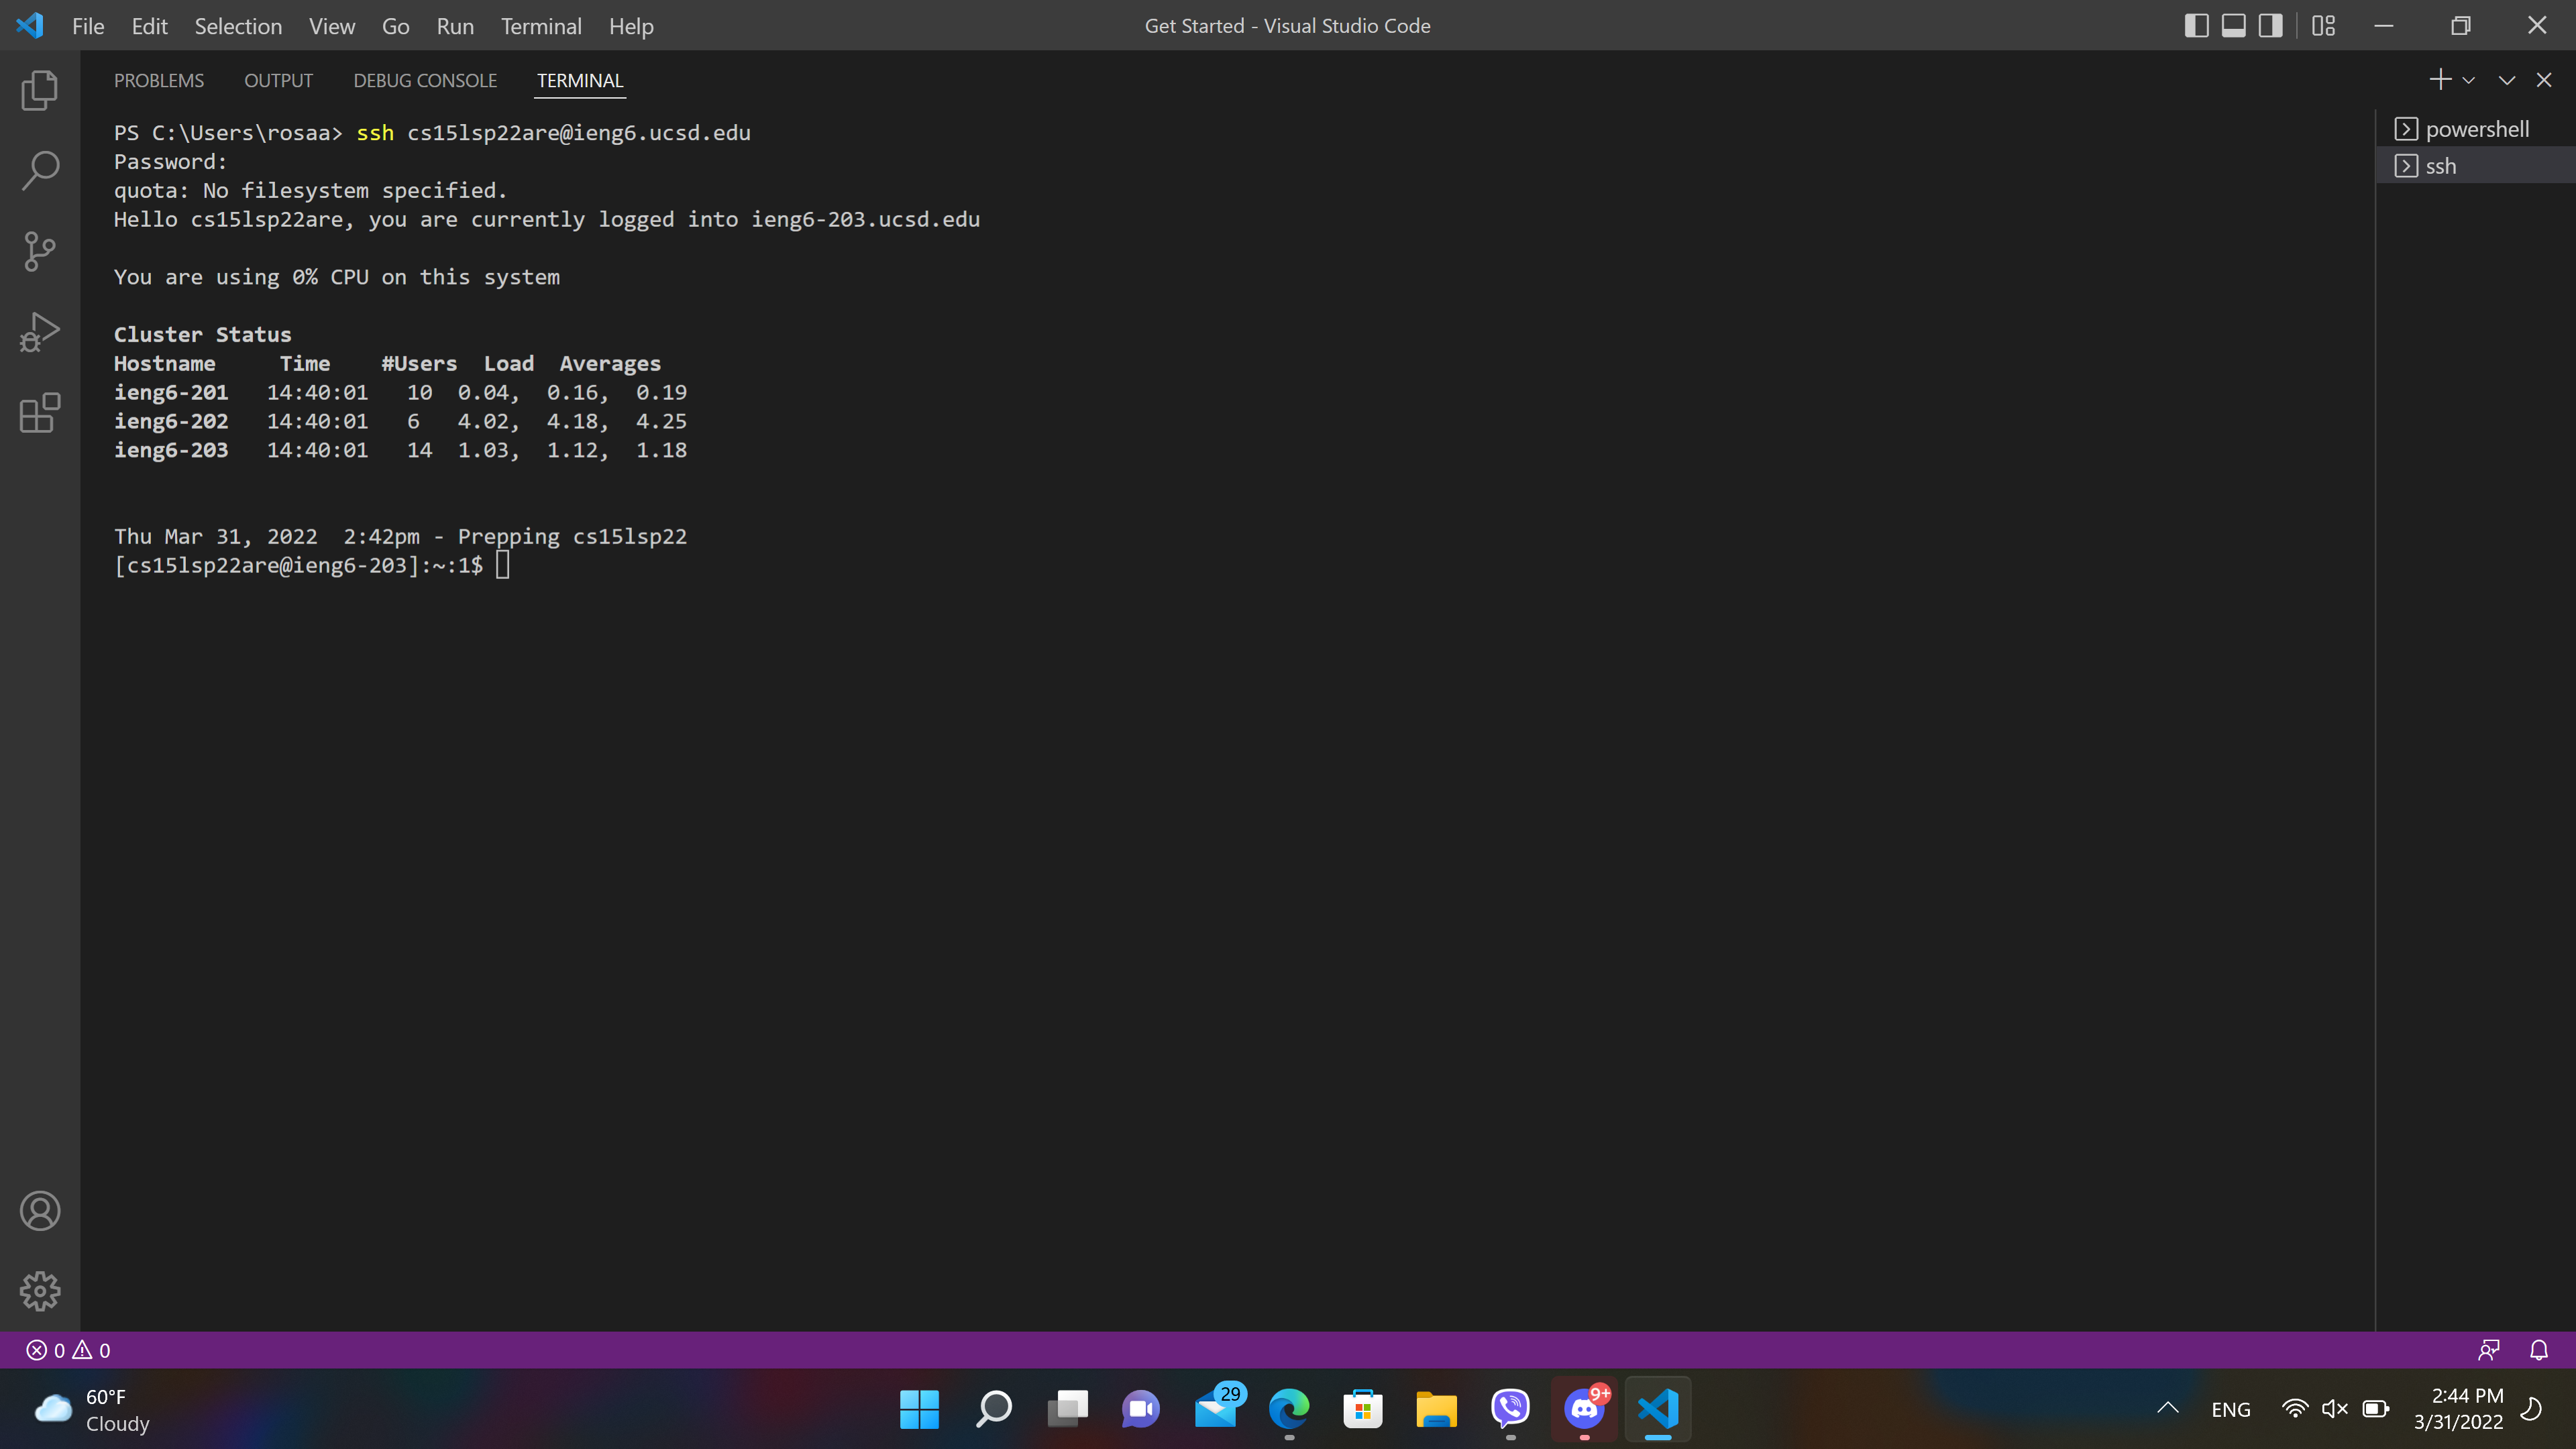 File Edit Selection View Go Run Terminal Help
Get Started - Visual Studio Code
PROBLEMS OUTPUT DEBUG CONSOLE TERMINAL
PS C:\Users\rosaa> ssh cs15lsp22are@ieng6.ucsd.edu
Password:
quota: No filesystem specified.
Hello cs15lsp22are, you are currently logged into ieng6-203.ucsd.edu
You are using 0% CPU on this system
Cluster Status
Hostname Time #Users Load Averages
ieng6-201 14:40:01 10 0.04, 0.16, 0.19
ieng6-202 14:40:01 6 4.02, 4.18, 4.25
ieng6-203 14:40:01 14 1.03, 1.12, 1.18
Thu Mar 31, 2022 2:42pm - Prepping cs15lsp22
[cs15lsp22are@ieng6-203]:~:1$
powershell
ssh
0 0
60°F
Cloudy
29
9+
ENG
2:44 PM
3/31/2022